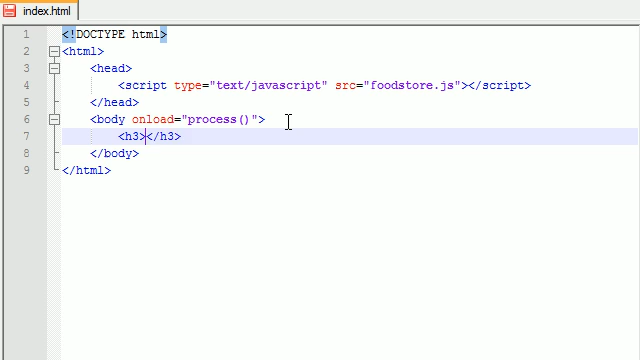 index.html
1 <!DOCTYPE html>
2 <html>
3 <head>
4 <script type="text/javascript" src="foodstore.js"></script>
5 </head>
6 <body onload="process()">
7 <h3></h3>
8 </body>
9 </html>